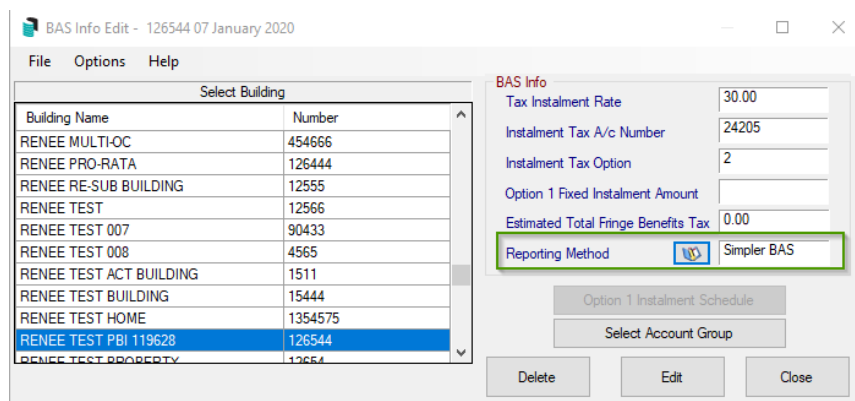 BAS Info Edit - 126544 07 January 2020
File Options Help
Select Building
Building Name Number
RENEE MULTI-OC 454666
RENEE PRO-RATA 126444
RENEE RE-SUB BUILDING 12555
RENEE TEST 12566
RENEE TEST 007 90433
RENEE TEST 008 4565
RENEE TEST ACT BUILDING 1511
RENEE TEST BUILDING 15444
RENEE TEST HOME 1354575
RENEE TEST PBI 119628 126544
RENEE TEST PROPERTY 12654
BAS Info
Tax Instalment Rate 30.00
Instalment Tax A/c Number 24205
Instalment Tax Option 2
Option 1 Fixed Instalment Amount
Estimated Total Fringe Benefits Tax 0.00
Reporting Method Simpler BAS
Option 1 Instalment Schedule
Select Account Group
Delete Edit Close